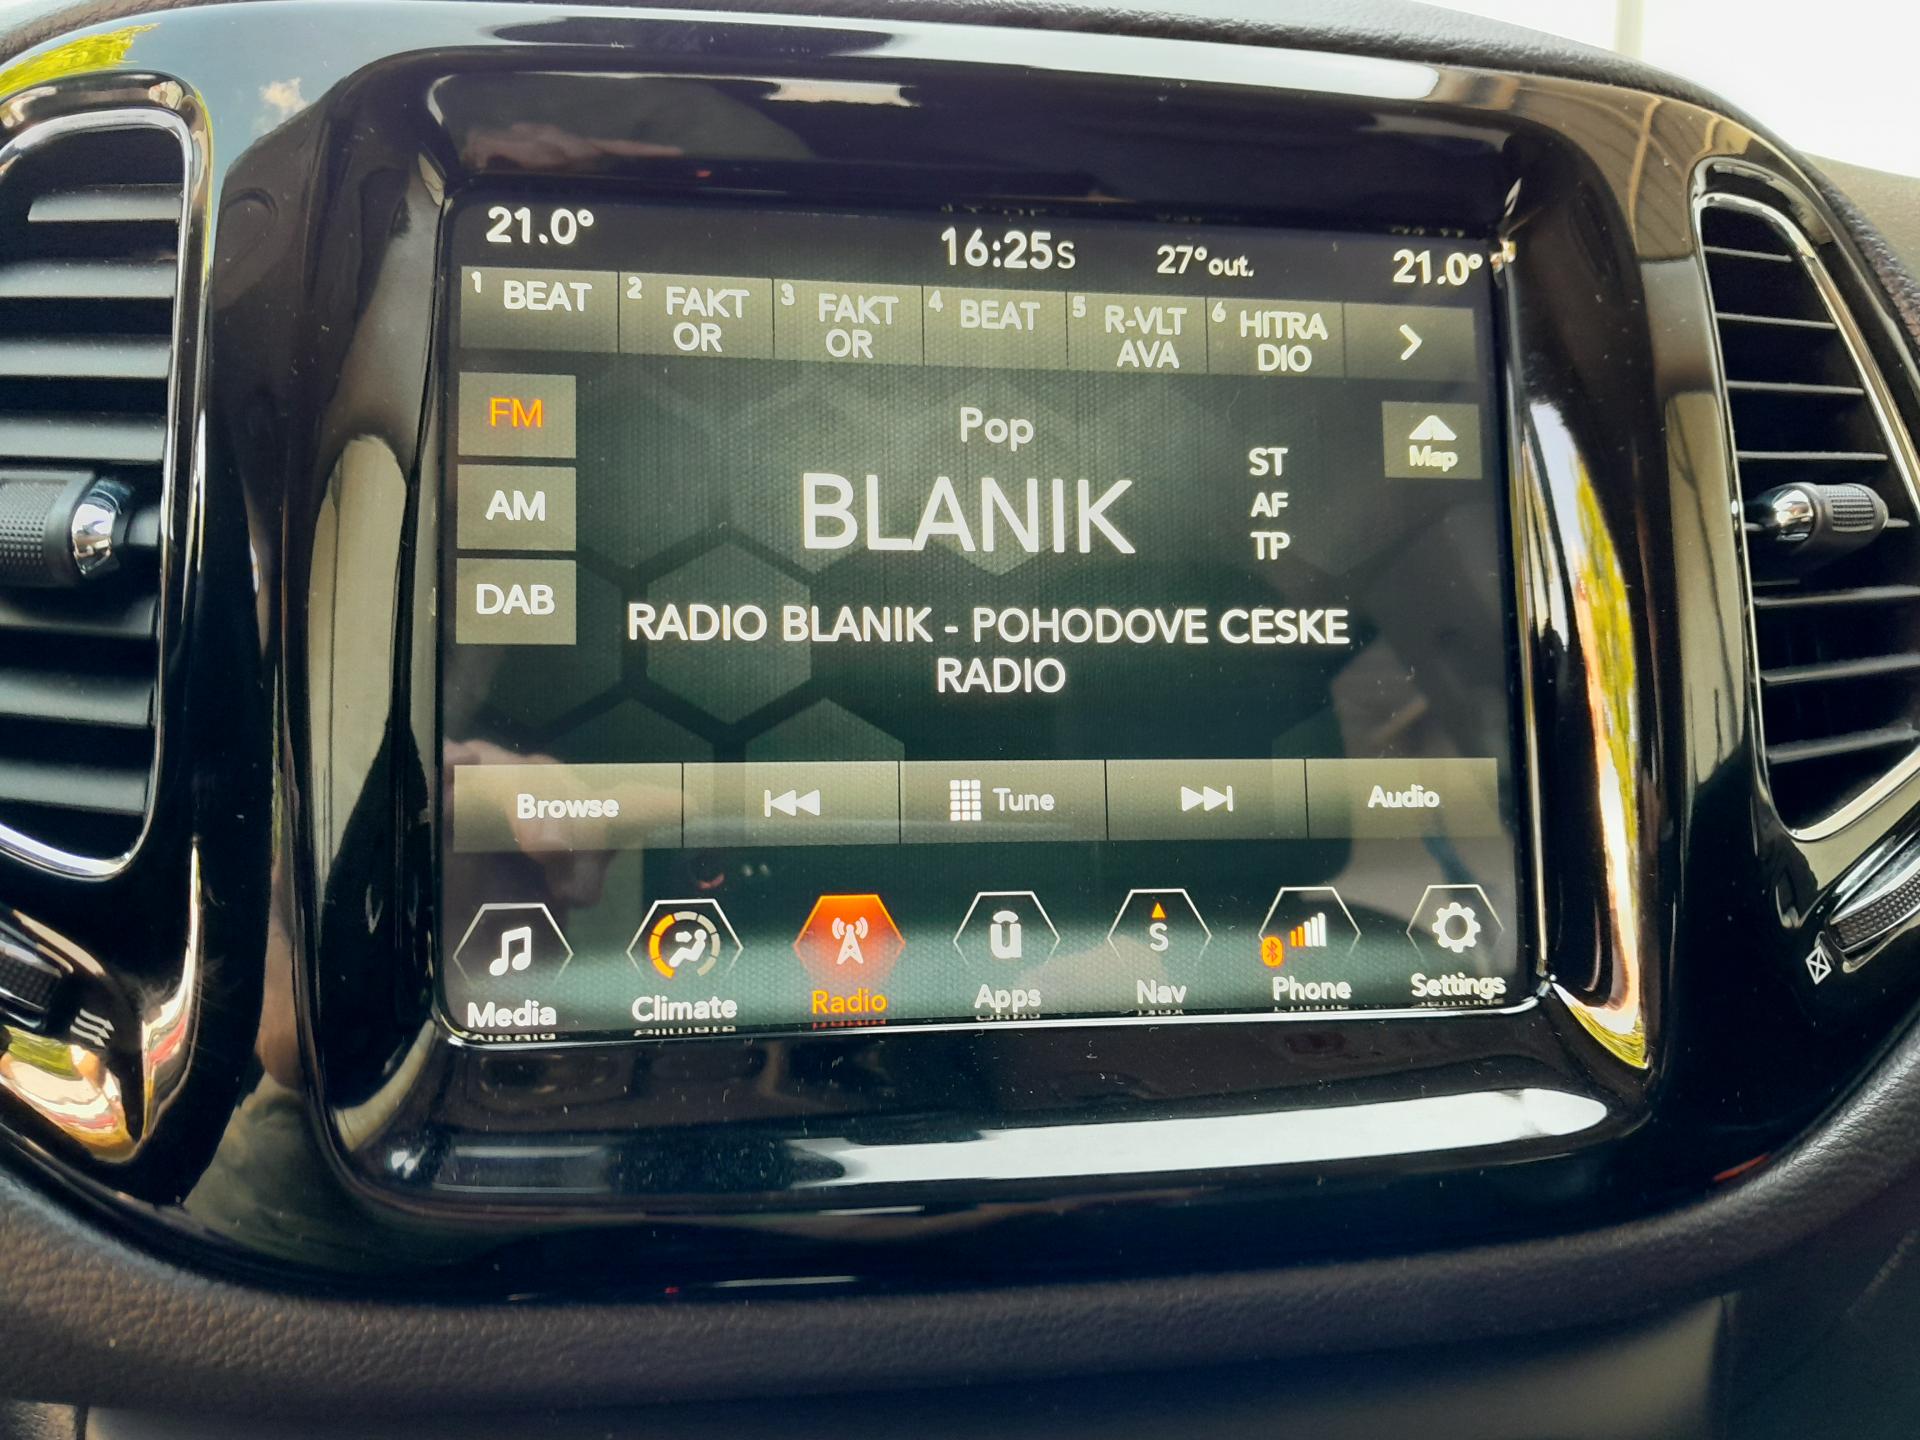 21.0°
16:25S
27°out.
21.0°
1 BEAT
2 FAKT
OR
3 FAKT
OR
4 BEAT
5 R-VLT
AVA
6 HITRA
DIO
FM
Pop
Map
BLANIK
ST
AF
TP
AM
DAB
RADIO BLANIK - POHODOVE CESKE
RADIO
Browse
Tune
Audio
Media
Climate
Radio
u
Apps
S
Nav
Phone
Settings